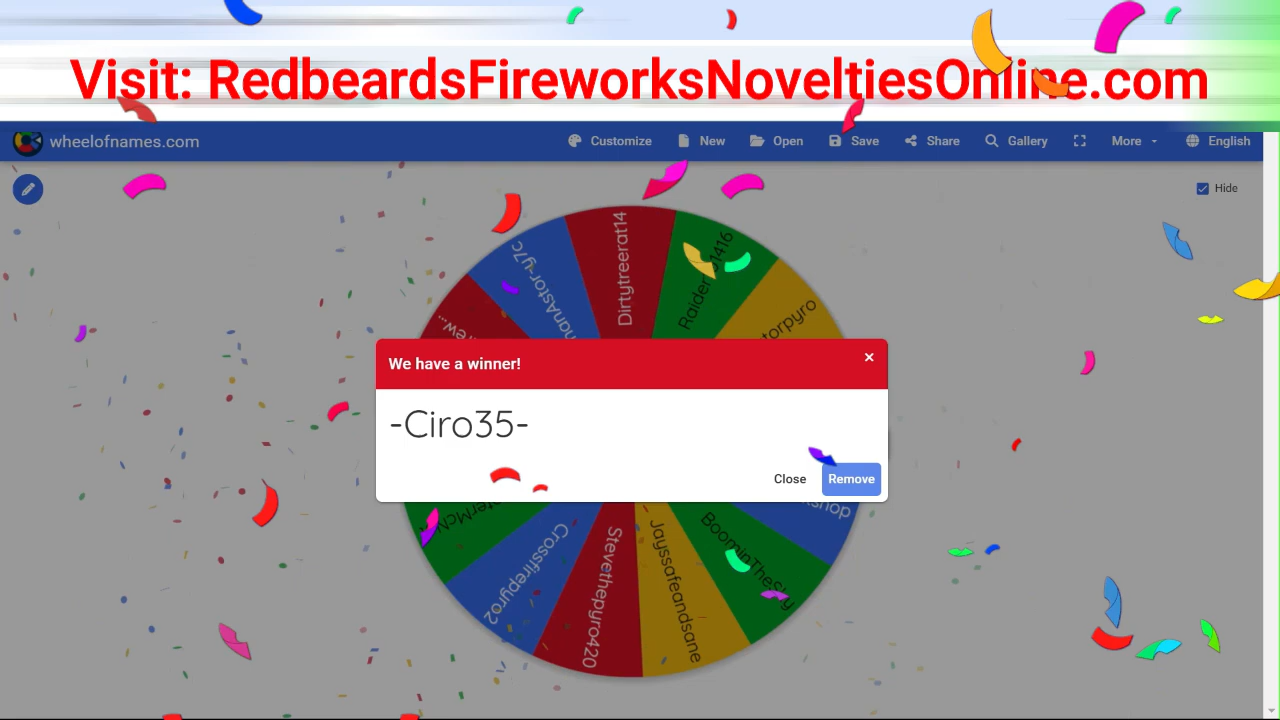 Visit: RedbeardsFireworksNoveltiesOnline.com
wheelofnames.com
Customize
New
Open
Save
Share
Gallery
More
English
Hide
Dirtytreerat14
We have a winner!
-Ciro35-
Close
Remove
Crossfirepyro2
Stevethepyro420
Jayssafeandsane
BoominTheSky